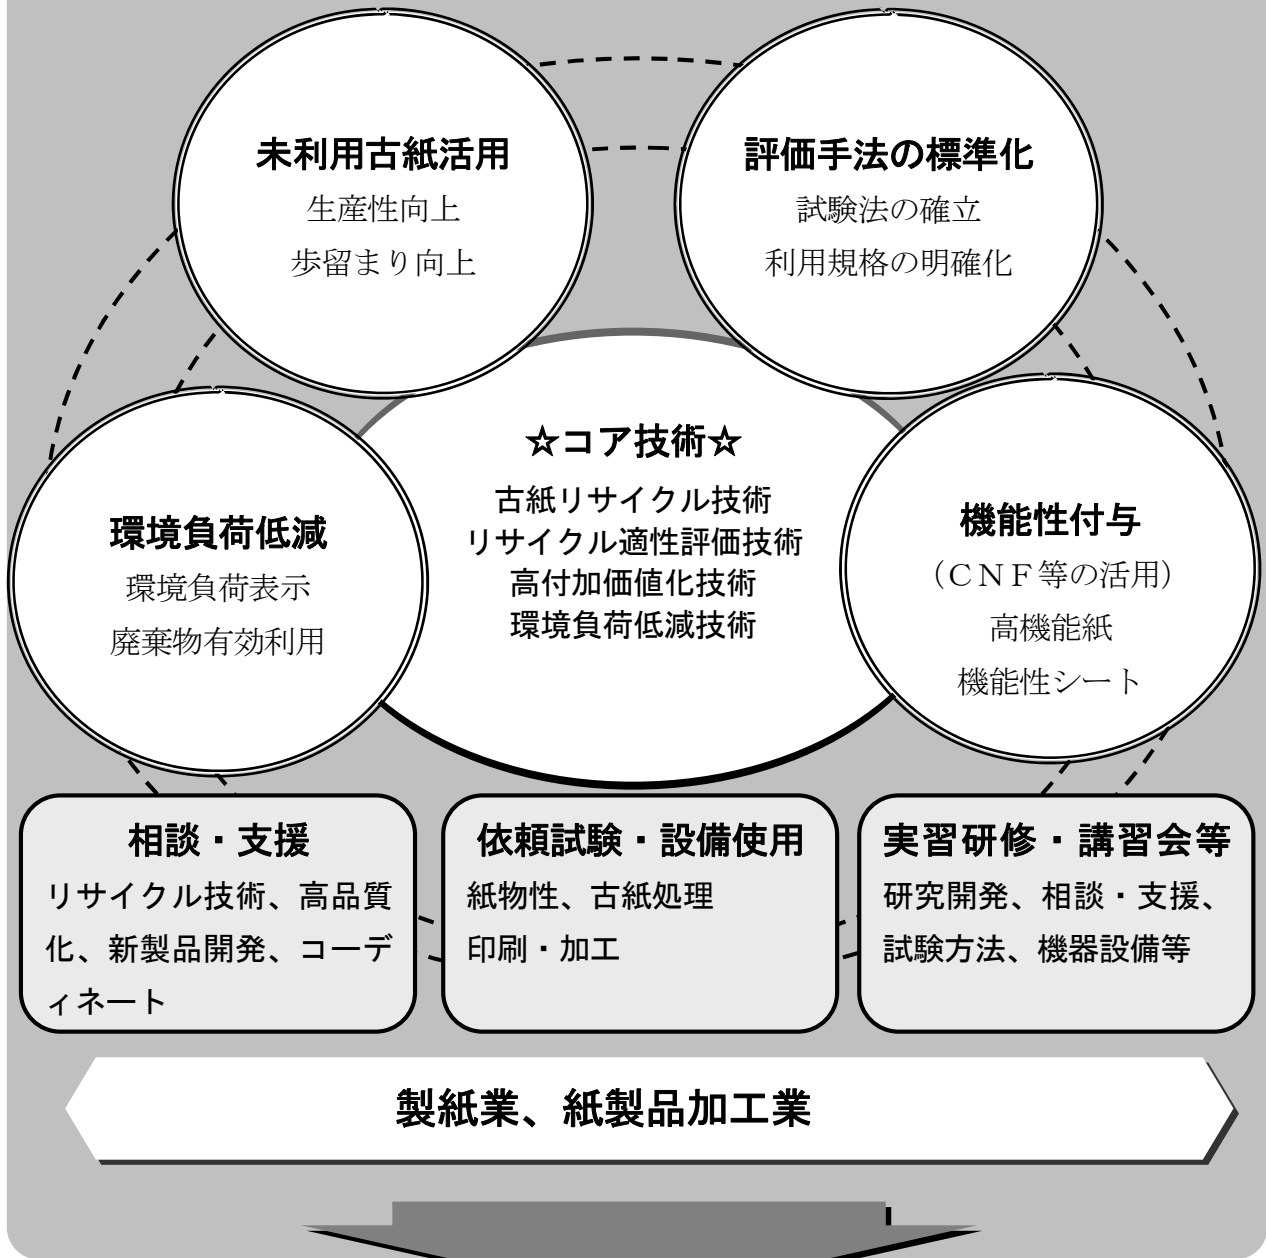 未利用古紙活用
生産性向上
歩留まり向上
評価手法の標準化
試験法の確立
利用規格の明確化
☆コア技術☆
古紙リサイクル技術
リサイクル適性評価技術
高付加価値化技術
環境負荷低減技術
環境負荷低減
環境負荷表示
廃棄物有効利用
機能性付与
（ＣＮＦ等の活用）
高機能紙
機能性シート
相談・支援
リサイクル技術、高品質
化、新製品開発、コーデ
ィネート
依頼試験・設備使用
紙物性、古紙処理
印刷・加工
実習研修・講習会等
研究開発、相談・支援、
試験方法、機器設備等
製紙業、紙製品加工業